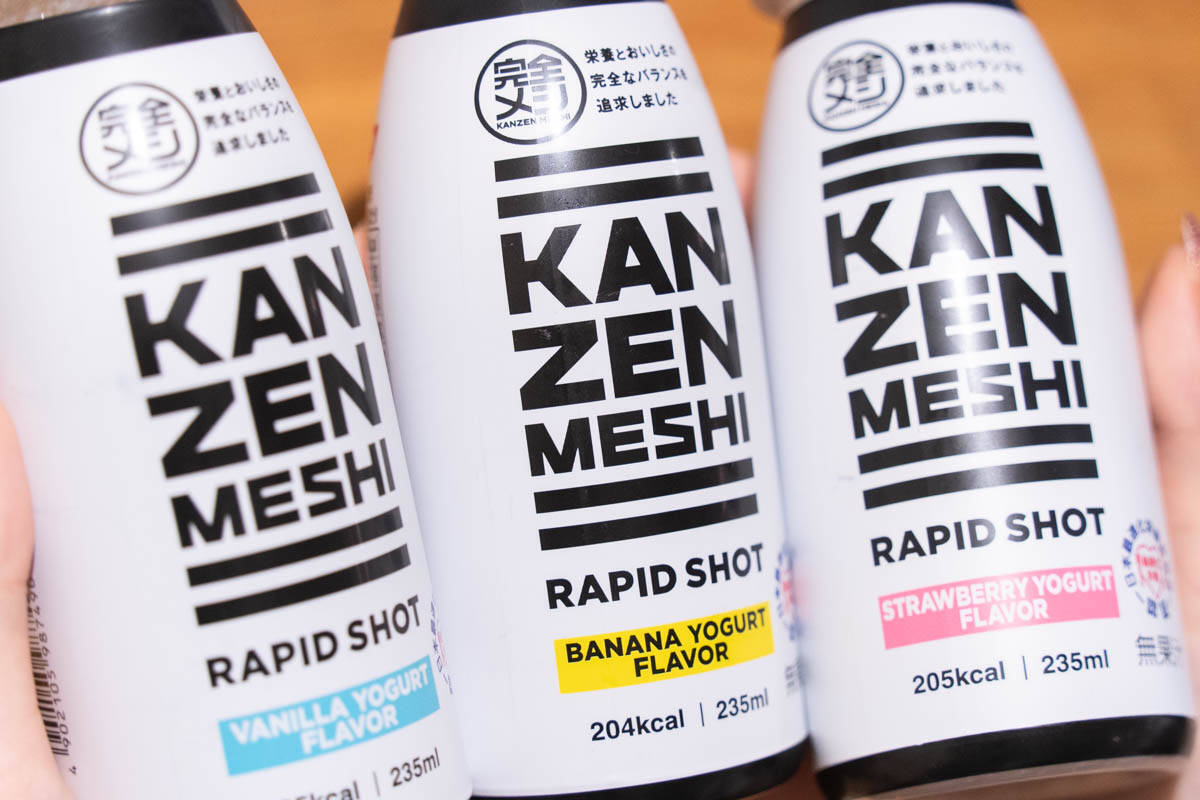 完全
メシ
栄養とおいしさの
完全なバランスを
追求しました
KAN
ZEN
MESHI
RAPID SHOT
VANILLA YOGURT
FLAVOR
235ml
4 902105 98749
完全
メシ
KANZEN MESHI
栄養とおいしさの
完全なバランスを
追求しました
KAN
ZEN
MESHI
RAPID SHOT
BANANA YOGURT
FLAVOR
204kcal | 235ml
完全
メシ
栄養とおいしさの
完全なバランスを
追求しました
KAN
ZEN
MESHI
RAPID SHOT
STRAWBERRY YOGURT
FLAVOR
205kcal | 235ml
無果